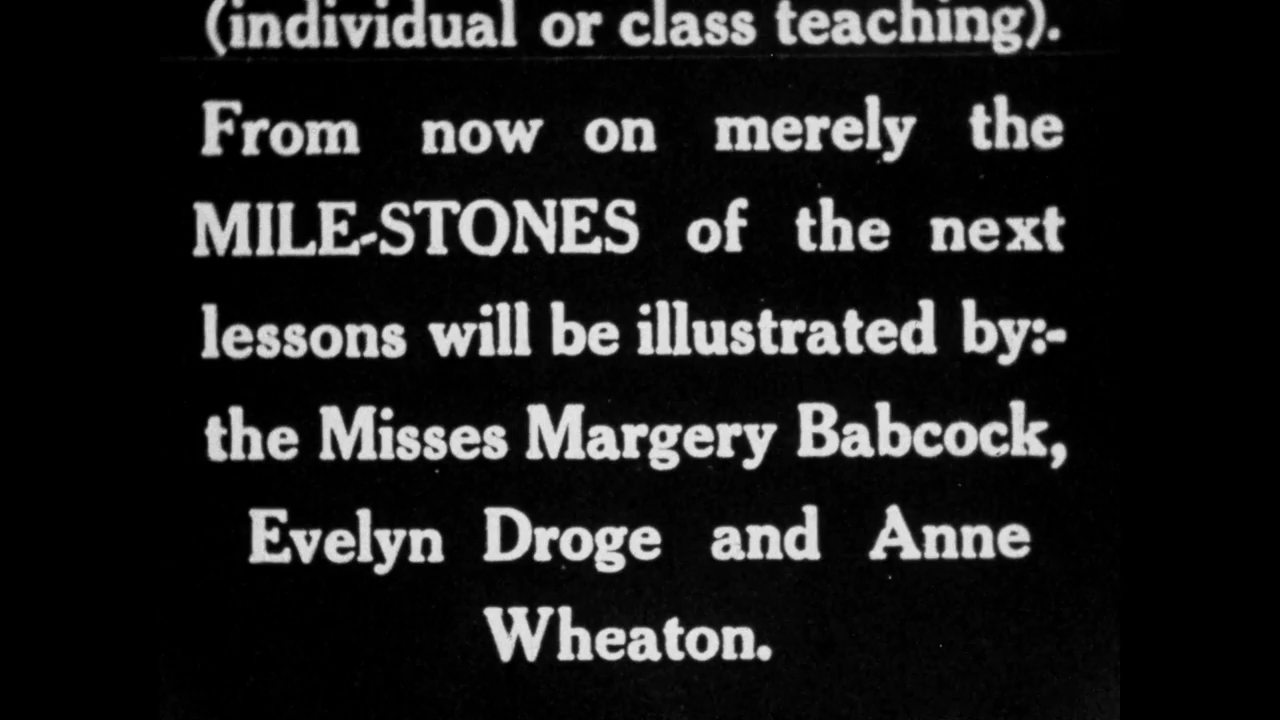 (individual or class teaching).
From now on merely the
MILE-STONES of the next
lessons will be illustrated by:-
the Misses Margery Babcock,
Evelyn Droge and Anne
Wheaton.